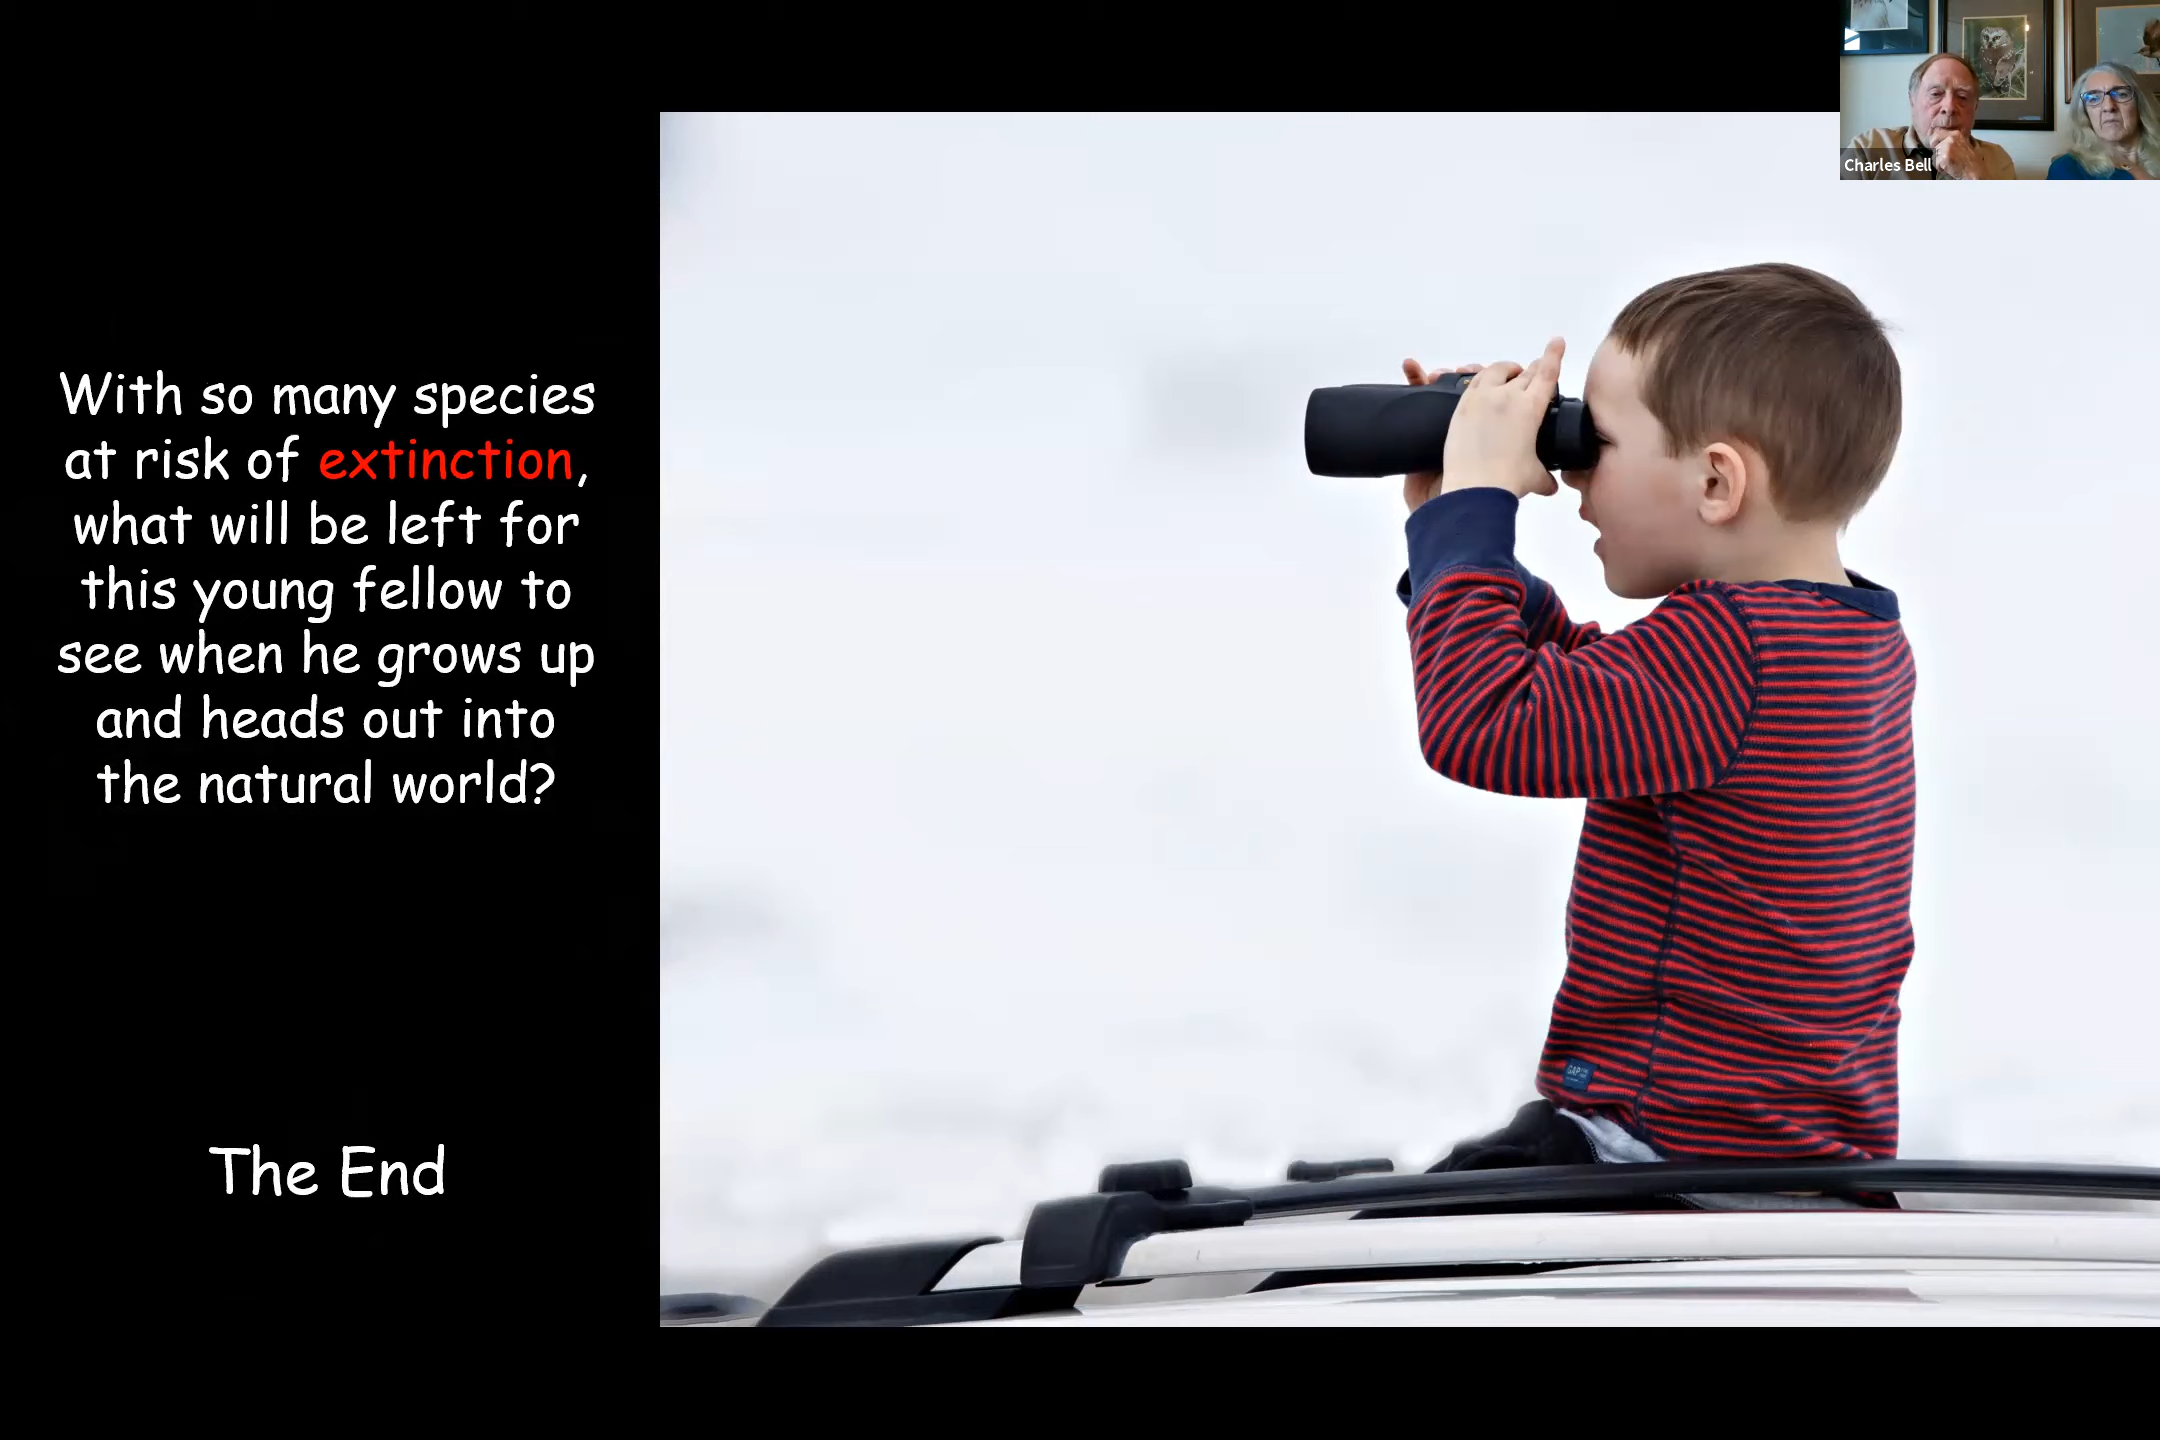 With so many species
at risk of extinction,
what will be left for
this young fellow to
see when he grows up
and heads out into
the natural world?
The End
Charles Bell
GAP